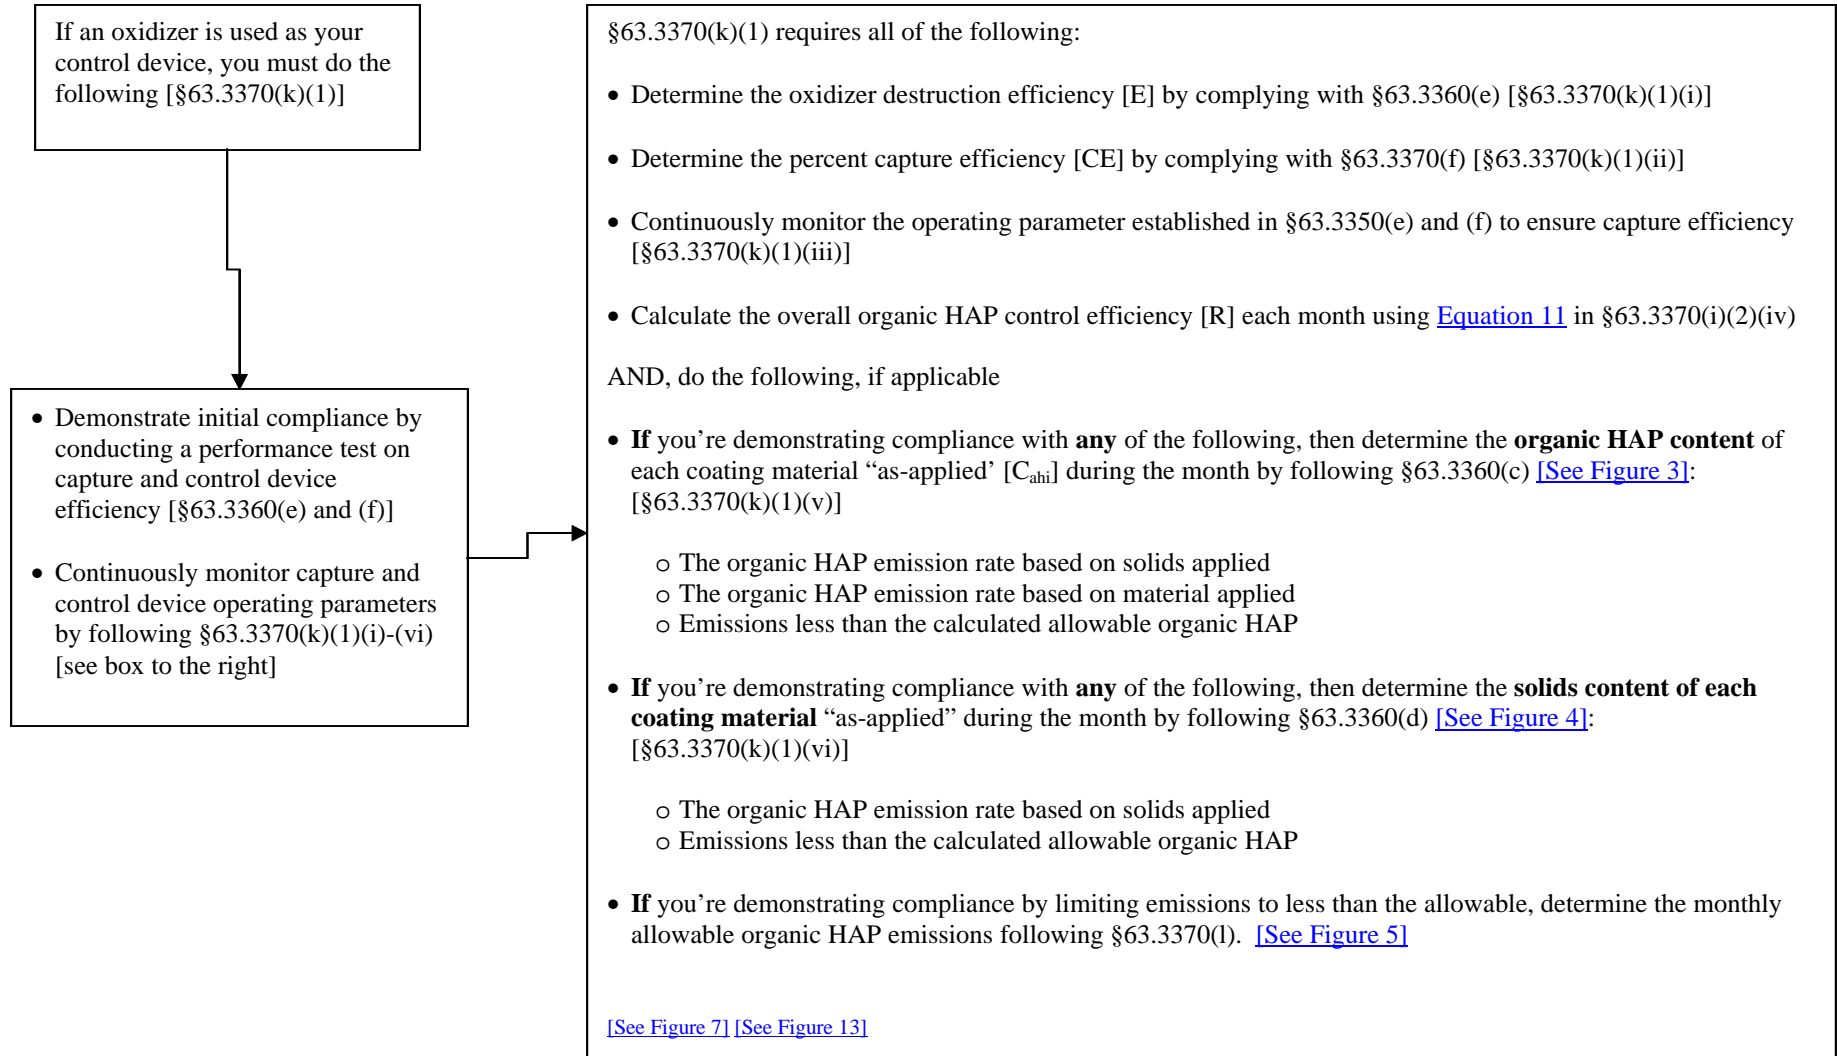 If an oxidizer is used as your
control device, you must do the
following [§63.3370(k)(1)]
• Demonstrate initial compliance by
conducting a performance test on
capture and control device
efficiency [§63.3360(e) and (f)]
• Continuously monitor capture and
control device operating parameters
by following §63.3370(k)(1)(i)-(vi)
[see box to the right]
§63.3370(k)(1) requires all of the following:
• Determine the oxidizer destruction efficiency [E] by complying with §63.3360(e) [§63.3370(k)(1)(i)]
• Determine the percent capture efficiency [CE] by complying with §63.3370(f) [§63.3370(k)(1)(ii)]
• Continuously monitor the operating parameter established in §63.3350(e) and (f) to ensure capture efficiency
[§63.3370(k)(1)(iii)]
• Calculate the overall organic HAP control efficiency [R] each month using Equation 11 in §63.3370(i)(2)(iv)
AND, do the following, if applicable
• If you’re demonstrating compliance with any of the following, then determine the organic HAP content of
each coating material “as-applied’ [Cahi] during the month by following §63.3360(c) [See Figure 3]:
[§63.3370(k)(1)(v)]
o The organic HAP emission rate based on solids applied
o The organic HAP emission rate based on material applied
o Emissions less than the calculated allowable organic HAP
• If you’re demonstrating compliance with any of the following, then determine the solids content of each
coating material “as-applied” during the month by following §63.3360(d) [See Figure 4]:
[§63.3370(k)(1)(vi)]
o The organic HAP emission rate based on solids applied
o Emissions less than the calculated allowable organic HAP
• If you’re demonstrating compliance by limiting emissions to less than the allowable, determine the monthly
allowable organic HAP emissions following §63.3370(l). [See Figure 5]
[See Figure 7] [See Figure 13]